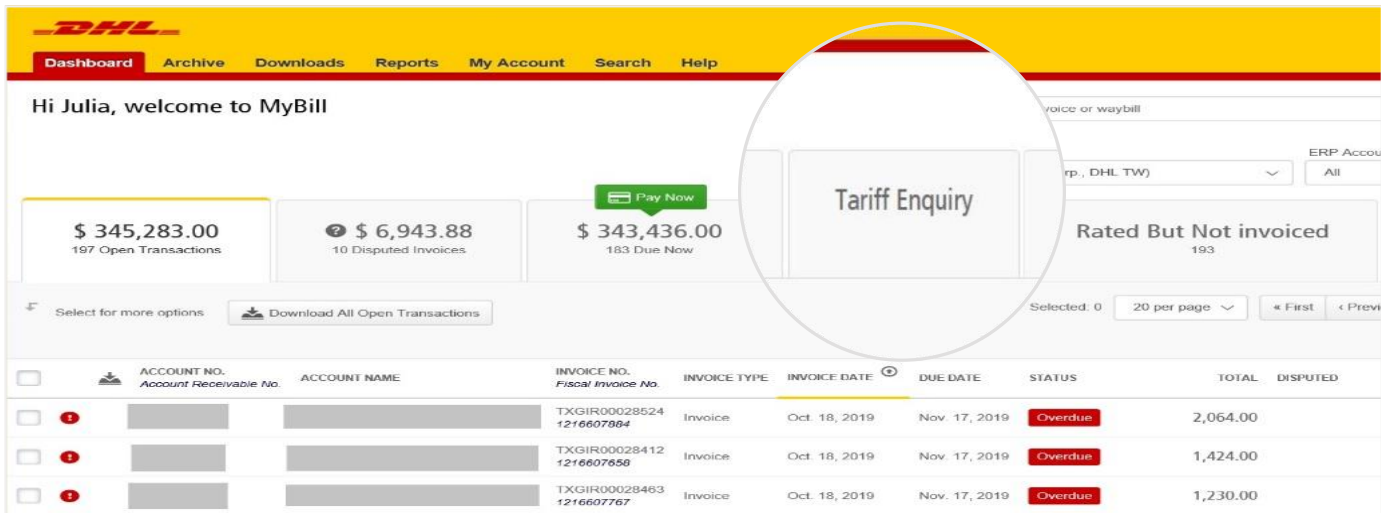 DHL
Dashboard Archive Downloads Reports My Account Search Help
Hi Julia, welcome to MyBill
voice or waybill
ERP Accou
rp., DHL TW)
All
Pay Now
Tariff Enquiry
$ 345,283.00
197 Open Transactions
$ 6,943.88
10 Disputed Invoices
$ 343,436.00
183 Due Now
Rated But Not invoiced
193
Select for more options
Download All Open Transactions
Selected: 0
20 per page
« First
‹ Previ
ACCOUNT NO.
Account Receivable No.
ACCOUNT NAME
INVOICE NO.
Fiscal Invoice No.
INVOICE TYPE
INVOICE DATE
DUE DATE
STATUS
TOTAL
DISPUTED
TXGIR00028524
1216607884
Invoice
Oct. 18, 2019
Nov. 17, 2019
Overdue
2,064.00
TXGIR00028412
1216607658
Invoice
Oct. 18, 2019
Nov. 17, 2019
Overdue
1,424.00
TXGIR00028463
1216607767
Invoice
Oct. 18, 2019
Nov. 17, 2019
Overdue
1,230.00